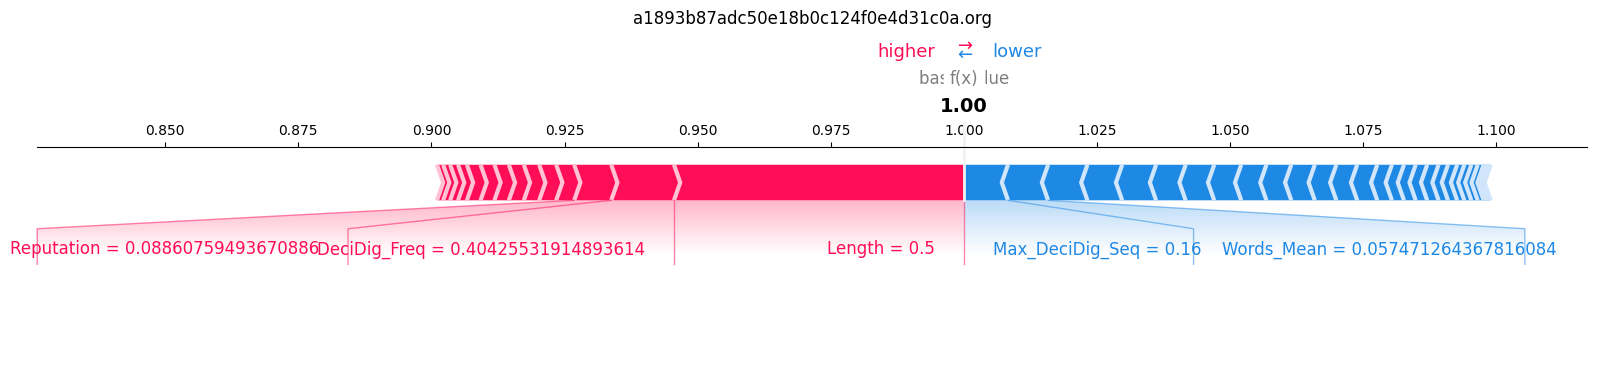 a1893b87adc50e18b0c124f0e4d31c0a.org
higher → ← lower
bas f(x) lue
1.00
0.850 0.875 0.900 0.925 0.950 0.975 1.000 1.025 1.050 1.075 1.100
Reputation = 0.08860759493670886 DeciDig_Freq = 0.40425531914893614 Length = 0.5 Max_DeciDig_Seq = 0.16 Words_Mean = 0.057471264367816084